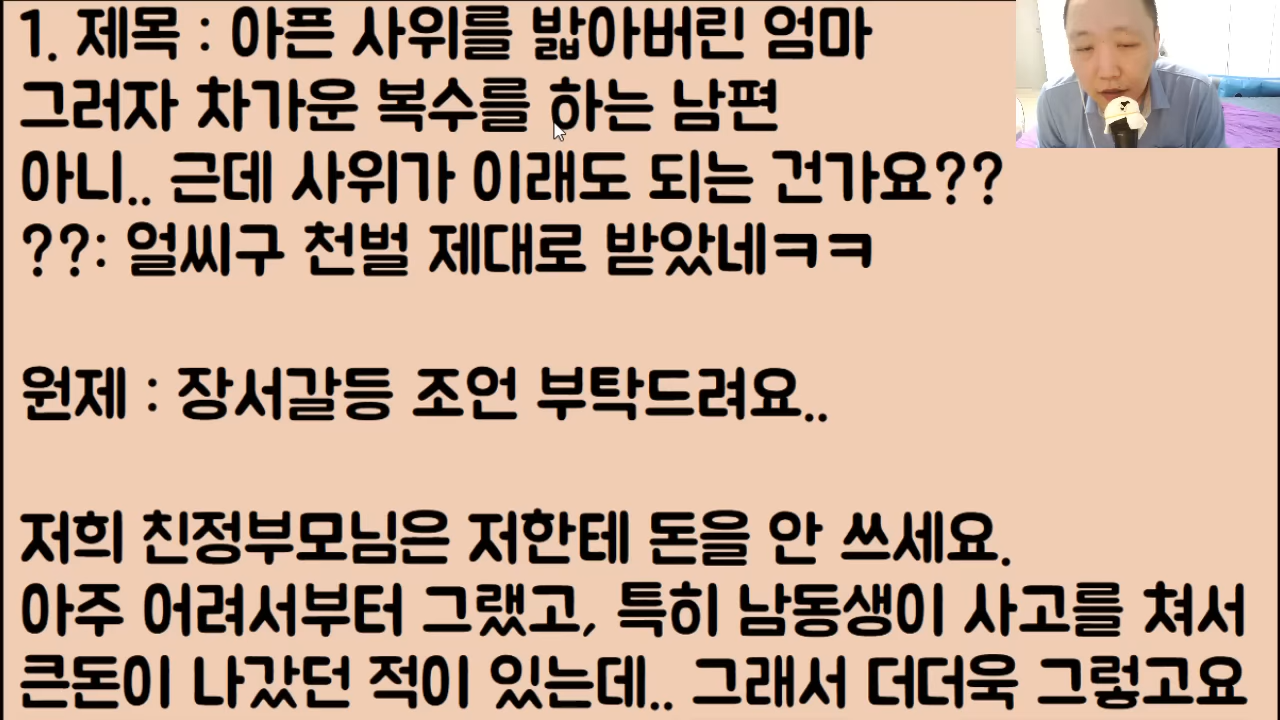 1. 제목 : 아픈 사위를 밟아버린 엄마
그러자 차가운 복수를 하는 남편
아니.. 근데 사위가 이래도 되는 건가요??
??: 얼씨구 천벌 제대로 받았네ㅋㅋ
원제 : 장서갈등 조언 부탁드려요..
저희 친정부모님은 저한테 돈을 안 쓰세요.
아주 어려서부터 그랬고, 특히 남동생이 사고를 쳐서
큰돈이 나갔던 적이 있는데.. 그래서 더더욱 그렇고요